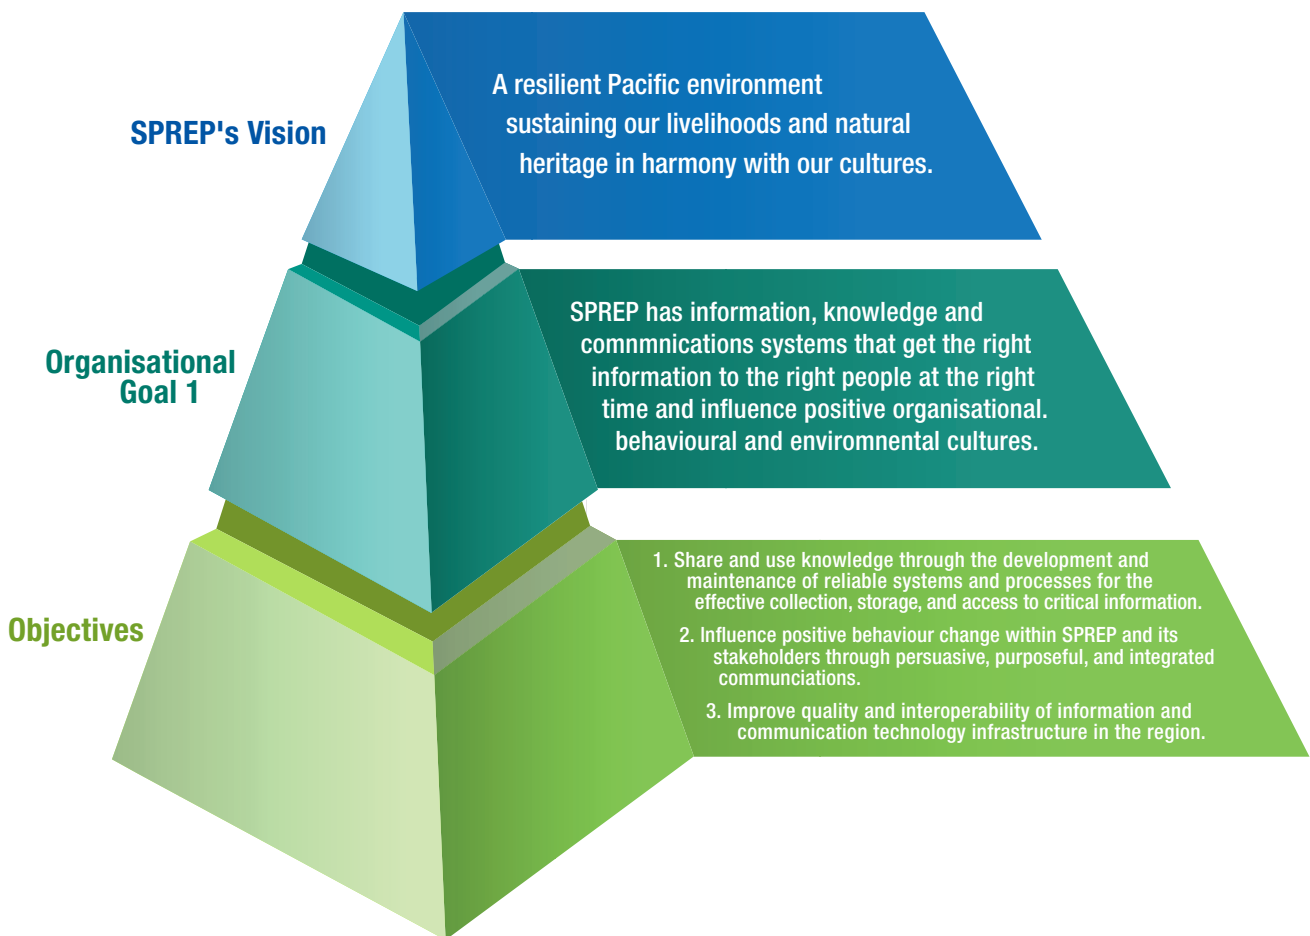 SPREP's Vision
A resilient Pacific environment
sustaining our livelihoods and natural
heritage in harmony with our cultures.
Organisational
Goal 1
SPREP has information, knowledge and
comnmnications systems that get the right
information to the right people at the right
time and influence positive organisational.
behavioural and enviromnental cultures.
Objectives
1. Share and use knowledge through the development and
maintenance of reliable systems and processes for the
effective collection, storage, and access to critical information.
2. Influence positive behaviour change within SPREP and its
stakeholders through persuasive, purposeful, and integrated
communciations.
3. Improve quality and interoperability of information and
communication technology infrastructure in the region.